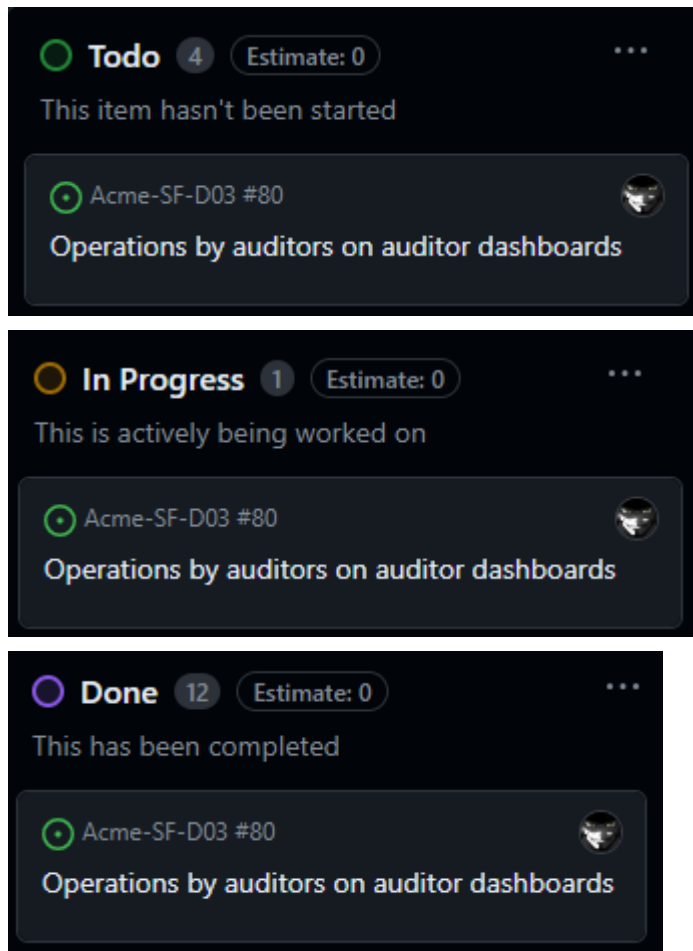 Todo 4 Estimate: 0 ...
This item hasn't been started
Acme-SF-D03 #80
Operations by auditors on auditor dashboards
In Progress 1 Estimate: 0 ...
This is actively being worked on
Acme-SF-D03 #80
Operations by auditors on auditor dashboards
Done 12 Estimate: 0 ...
This has been completed
Acme-SF-D03 #80
Operations by auditors on auditor dashboards